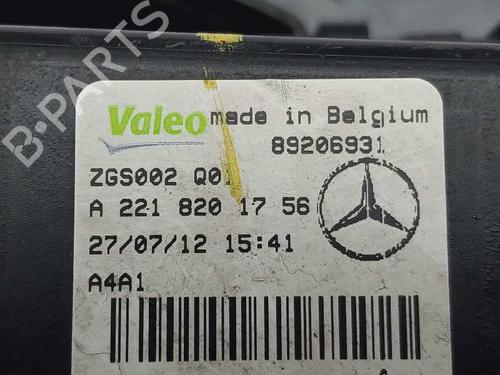 B-PARTS
Valeo made in Belgium
89206931
ZGS002 Q01
A 221 820 17 56
27/07/12 15:41
A4A1